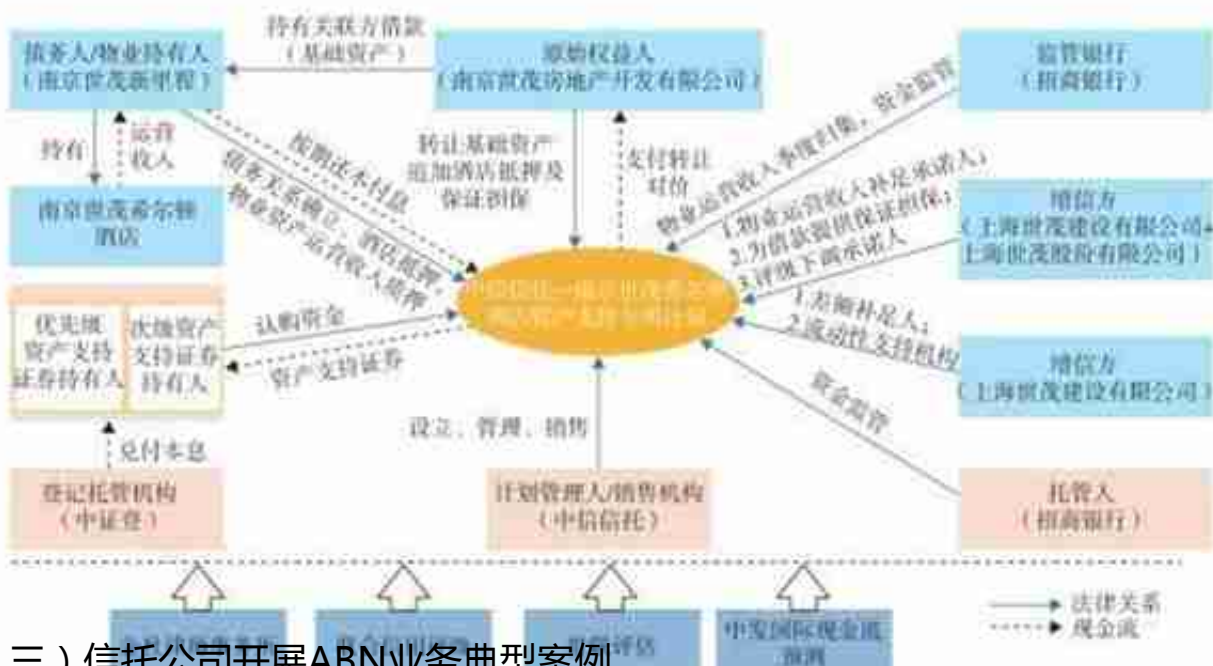 持有关联方借款
（基础资产）
债务人/物业持有人
（南京世茂新里程）
原始权益人
（南京世茂房地产开发有限公司）
监管银行
（招商银行）
持有
运营
收入
按期还本付息
债务关系确立，酒店抵押，
物业资产运营收入质押
转让基础资产
追加酒店抵押及
保证担保
支付转让
对价
物业运营收入季度归集，资金监管
1.物业运营收入补足承诺人；
2.为借款提供保证担保；
3.评级下调承诺人
南京世茂希尔顿
酒店
增信方
（上海世茂建设有限公司+
上海世茂股份有限公司）
优先级
资产支持
证券持有人
次级资产
支持证券
持有人
认购资金
资产支持证券
1.差额补足人；
2.流动性支持机构
增信方
（上海世茂建设有限公司）
资金监管
兑付本息
设立、管理、销售
登记托管机构
（中证登）
计划管理人/销售机构
（中信信托）
托管人
（招商银行）
法律关系
现金流
评估
中发国际现金流
预测
三）信托公司开展ABN业务典型案例